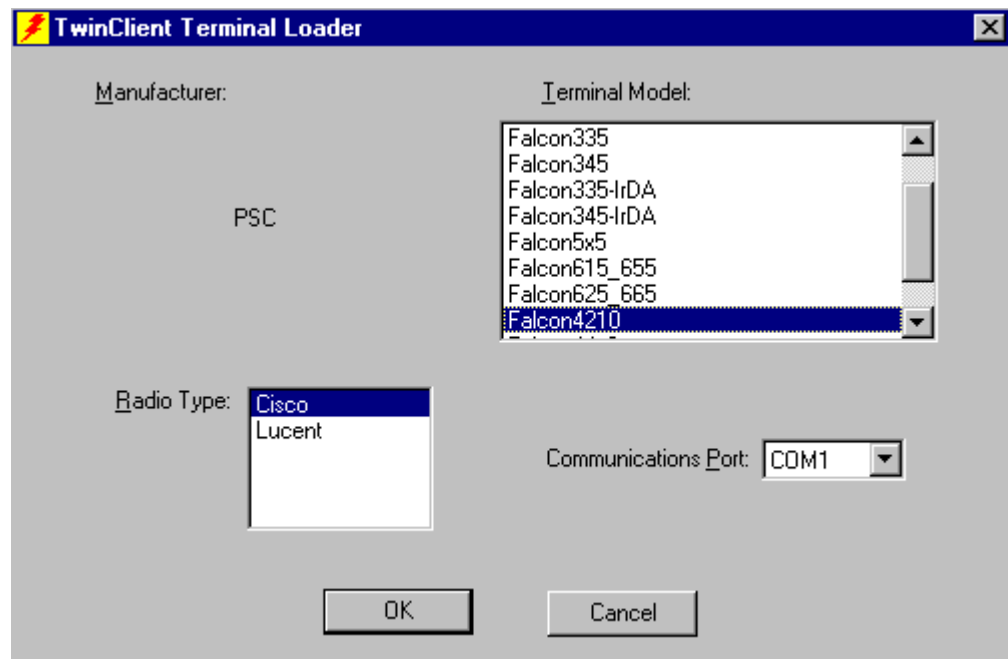 TwinClient Terminal Loader
Manufacturer:
Terminal Model:
PSC
Falcon335
Falcon345
Falcon335-IrDA
Falcon345-IrDA
Falcon5x5
Falcon615_655
Falcon625_665
Falcon4210
Radio Type:
Cisco
Lucent
Communications Port:
COM1
OK
Cancel